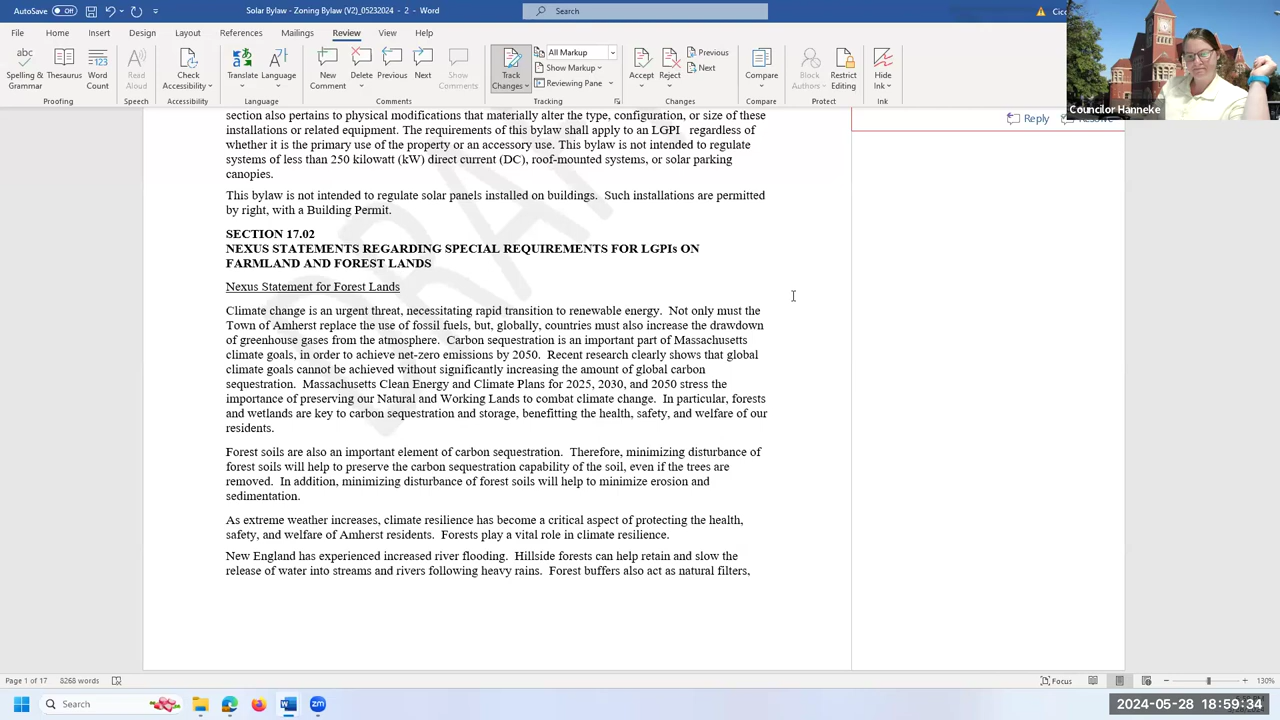 AutoSave Off
Solar Bylaw - Zoning Bylaw (V2)_05232024 - 2 - Word
Search
Cicc
File Home Insert Design Layout References Mailings Review View Help
Spelling & Grammar
Thesaurus
Word Count
Proofing
Read Aloud
Speech
Check Accessibility
Accessibility
Translate
Language
Language
New Comment
Delete
Previous
Next
Show Comments
Comments
Track Changes
All Markup
Show Markup
Reviewing Pane
Tracking
Accept
Reject
Previous
Next
Changes
Compare
Compare
Block Authors
Restrict Editing
Protect
Hide Ink
Ink
Councilor Hanneke
Reply Resolve
DRAFT
section also pertains to physical modifications that materially alter the type, configuration, or size of these
installations or related equipment. The requirements of this bylaw shall apply to an LGPI regardless of
whether it is the primary use of the property or an accessory use. This bylaw is not intended to regulate
systems of less than 250 kilowatt (kW) direct current (DC), roof-mounted systems, or solar parking
canopies.
This bylaw is not intended to regulate solar panels installed on buildings. Such installations are permitted
by right, with a Building Permit.
SECTION 17.02
NEXUS STATEMENTS REGARDING SPECIAL REQUIREMENTS FOR LGPIs ON
FARMLAND AND FOREST LANDS
Nexus Statement for Forest Lands
Climate change is an urgent threat, necessitating rapid transition to renewable energy. Not only must the
Town of Amherst replace the use of fossil fuels, but, globally, countries must also increase the drawdown
of greenhouse gases from the atmosphere. Carbon sequestration is an important part of Massachusetts
climate goals, in order to achieve net-zero emissions by 2050. Recent research clearly shows that global
climate goals cannot be achieved without significantly increasing the amount of global carbon
sequestration. Massachusetts Clean Energy and Climate Plans for 2025, 2030, and 2050 stress the
importance of preserving our Natural and Working Lands to combat climate change. In particular, forests
and wetlands are key to carbon sequestration and storage, benefitting the health, safety, and welfare of our
residents.
Forest soils are also an important element of carbon sequestration. Therefore, minimizing disturbance of
forest soils will help to preserve the carbon sequestration capability of the soil, even if the trees are
removed. In addition, minimizing disturbance of forest soils will help to minimize erosion and
sedimentation.
As extreme weather increases, climate resilience has become a critical aspect of protecting the health,
safety, and welfare of Amherst residents. Forests play a vital role in climate resilience.
New England has experienced increased river flooding. Hillside forests can help retain and slow the
release of water into streams and rivers following heavy rains. Forest buffers also act as natural filters,
Page 1 of 17 8268 words
Focus
130%
Search
2024-05-28 18:59:34